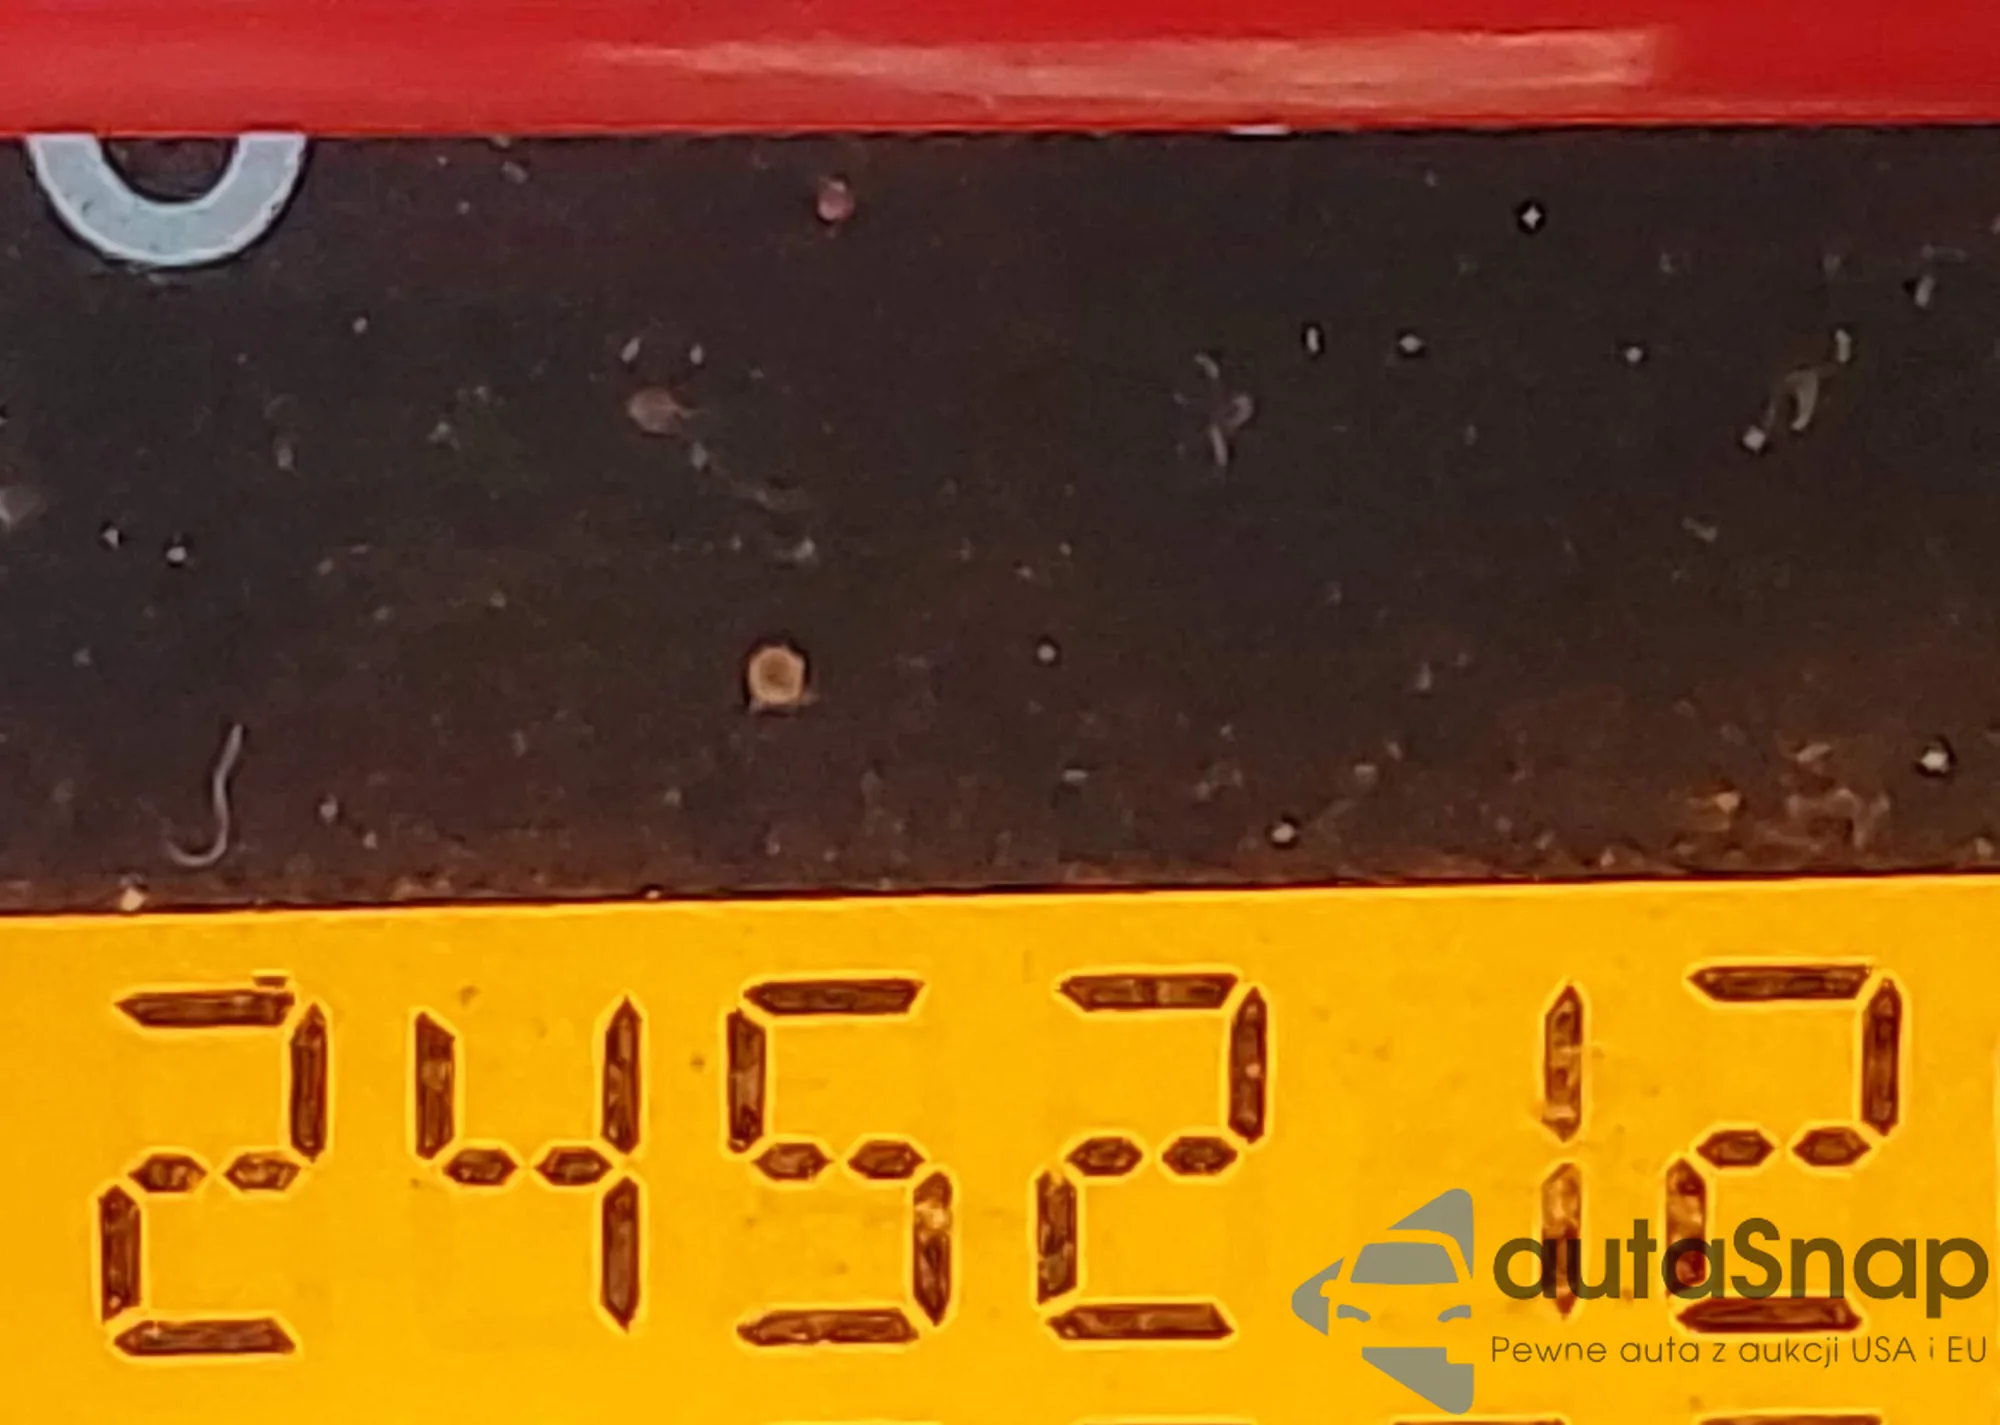 245212
autaSnap
Pewne auta z aukcji USA i EU